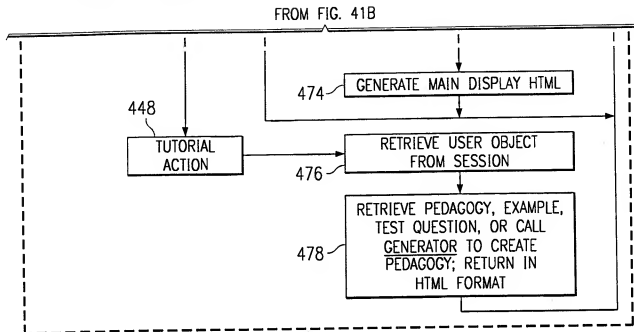 FROM FIG. 41B
474
GENERATE MAIN DISPLAY HTML
448
TUTORIAL
ACTION
476
RETRIEVE USER OBJECT
FROM SESSION
478
RETRIEVE PEDAGOGY, EXAMPLE,
TEST QUESTION, OR CALL
GENERATOR TO CREATE
PEDAGOGY; RETURN IN
HTML FORMAT